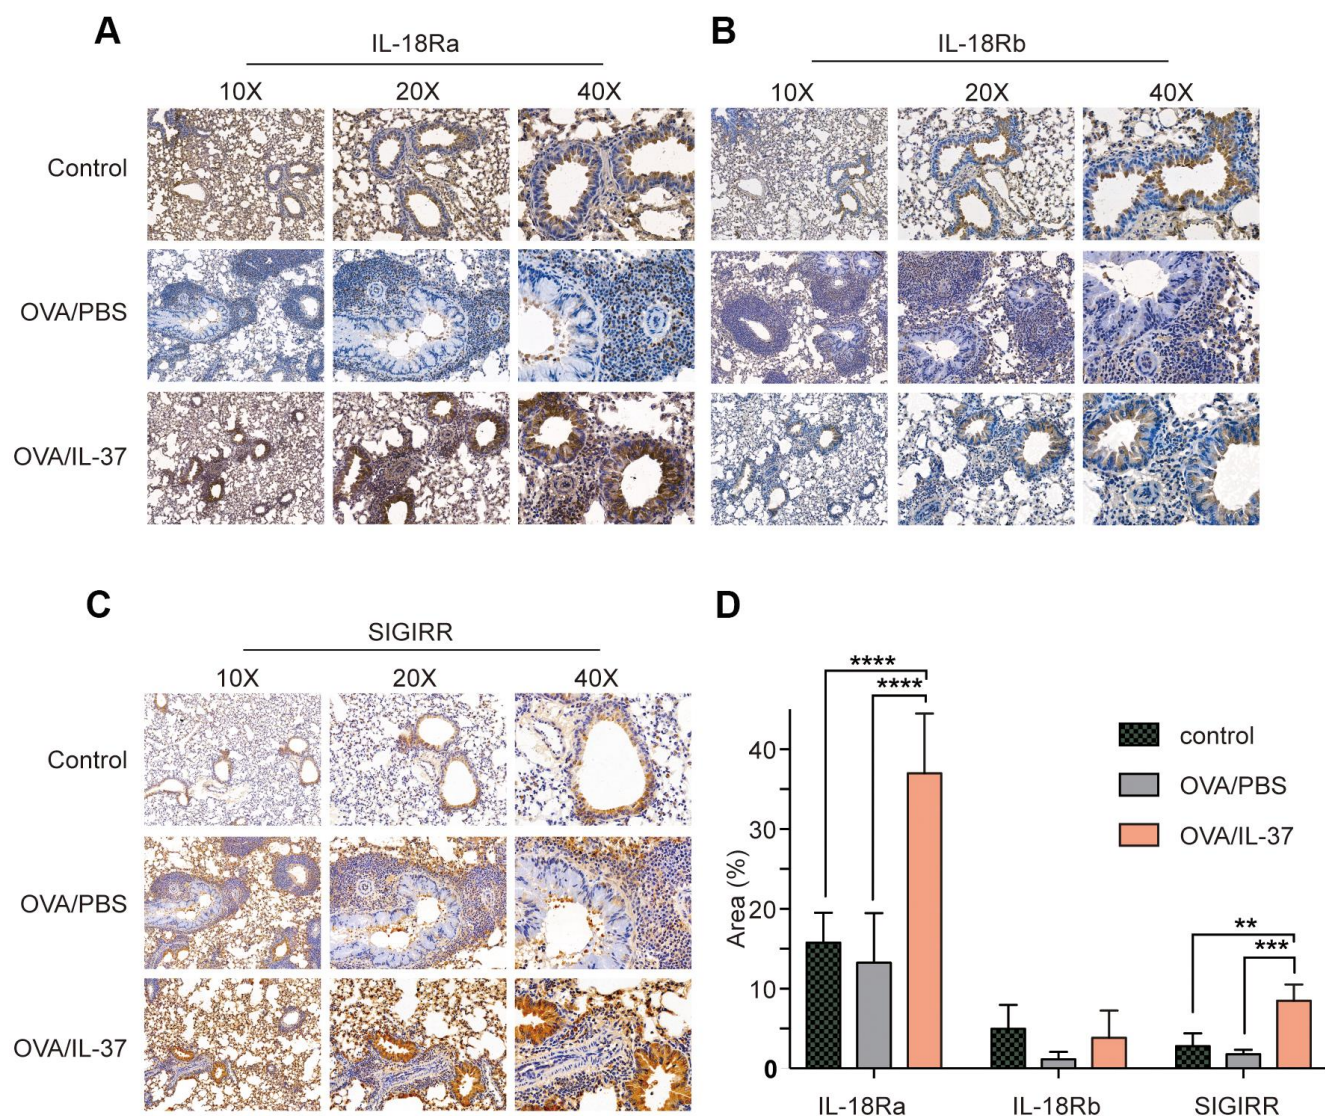 A
IL-18Ra
10X 20X 40X
Control
OVA/PBS
OVA/IL-37
B
IL-18Rb
10X 20X 40X
C
SIGIRR
10X 20X 40X
Control
OVA/PBS
OVA/IL-37
D
****
****
**
***
control
OVA/PBS
OVA/IL-37
Area (%)
40
30
20
10
0
IL-18Ra IL-18Rb SIGIRR